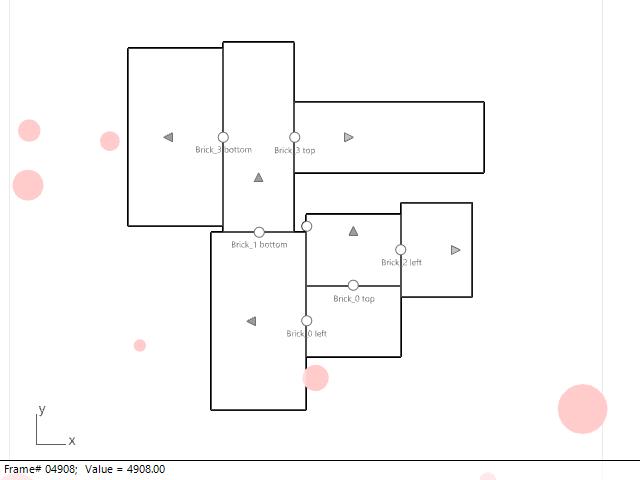 Brick_3 bottom
Brick_3 top
Brick_1 bottom
Brick_2 left
Brick_0 top
Brick_0 left
y
x
Frame# 04908; Value = 4908.00